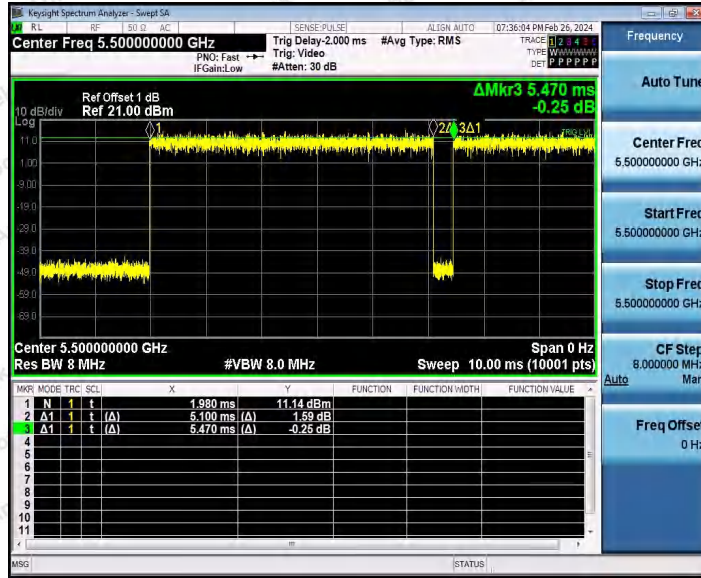 Keysight Spectrum Analyzer - Swept SA
RL RF 50 Ω AC SENSE:PULSE ALIGN AUTO 07:36:04 PM Feb 26, 2024
Center Freq 5.500000000 GHz
PNO: Fast
IFGain:Low
Trig Delay-2.000 ms
Trig: Video
#Atten: 30 dB
#Avg Type: RMS
TRACE 1 2 3 4 5 6
TYPE WWWWWW
DET P P P P P P
Ref Offset 1 dB
10 dB/div Ref 21.00 dBm
Log
ΔMkr3 5.470 ms
-0.25 dB
1 2Δ1 3Δ1
TRIG LVL
11.0
1.00
-9.00
-19.0
-29.0
-39.0
-49.0
-59.0
-69.0
Center 5.500000000 GHz Span 0 Hz
Res BW 8 MHz #VBW 8.0 MHz Sweep 10.00 ms (10001 pts)
MKR MODE TRC SCL X Y FUNCTION FUNCTION WIDTH FUNCTION VALUE
1 N 1 t 1.980 ms 11.14 dBm
2 Δ1 1 t (Δ) 5.100 ms (Δ) 1.59 dB
3 Δ1 1 t (Δ) 5.470 ms (Δ) -0.25 dB
4
5
6
7
8
9
10
11
MSG STATUS
Frequency
Auto Tune
Center Freq
5.500000000 GHz
Start Freq
5.500000000 GHz
Stop Freq
5.500000000 GHz
CF Step
8.000000 MHz
Auto Man
Freq Offset
0 Hz